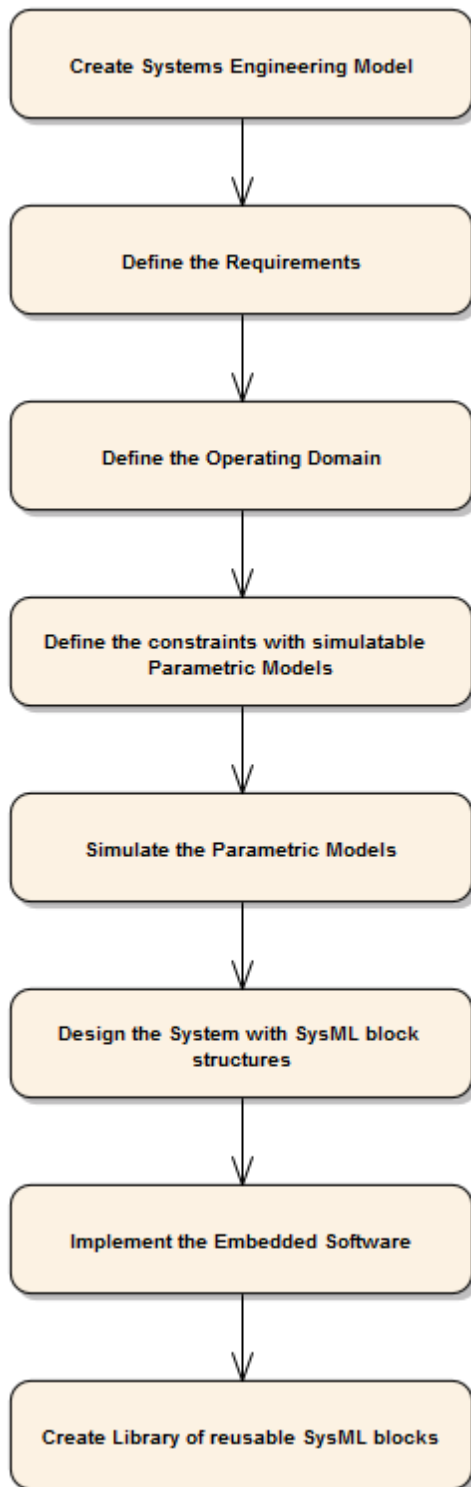 Create Systems Engineering Model
Define the Requirements
Define the Operating Domain
Define the constraints with simulatable
Parametric Models
Simulate the Parametric Models
Design the System with SysML block
structures
Implement the Embedded Software
Create Library of reusable SysML blocks